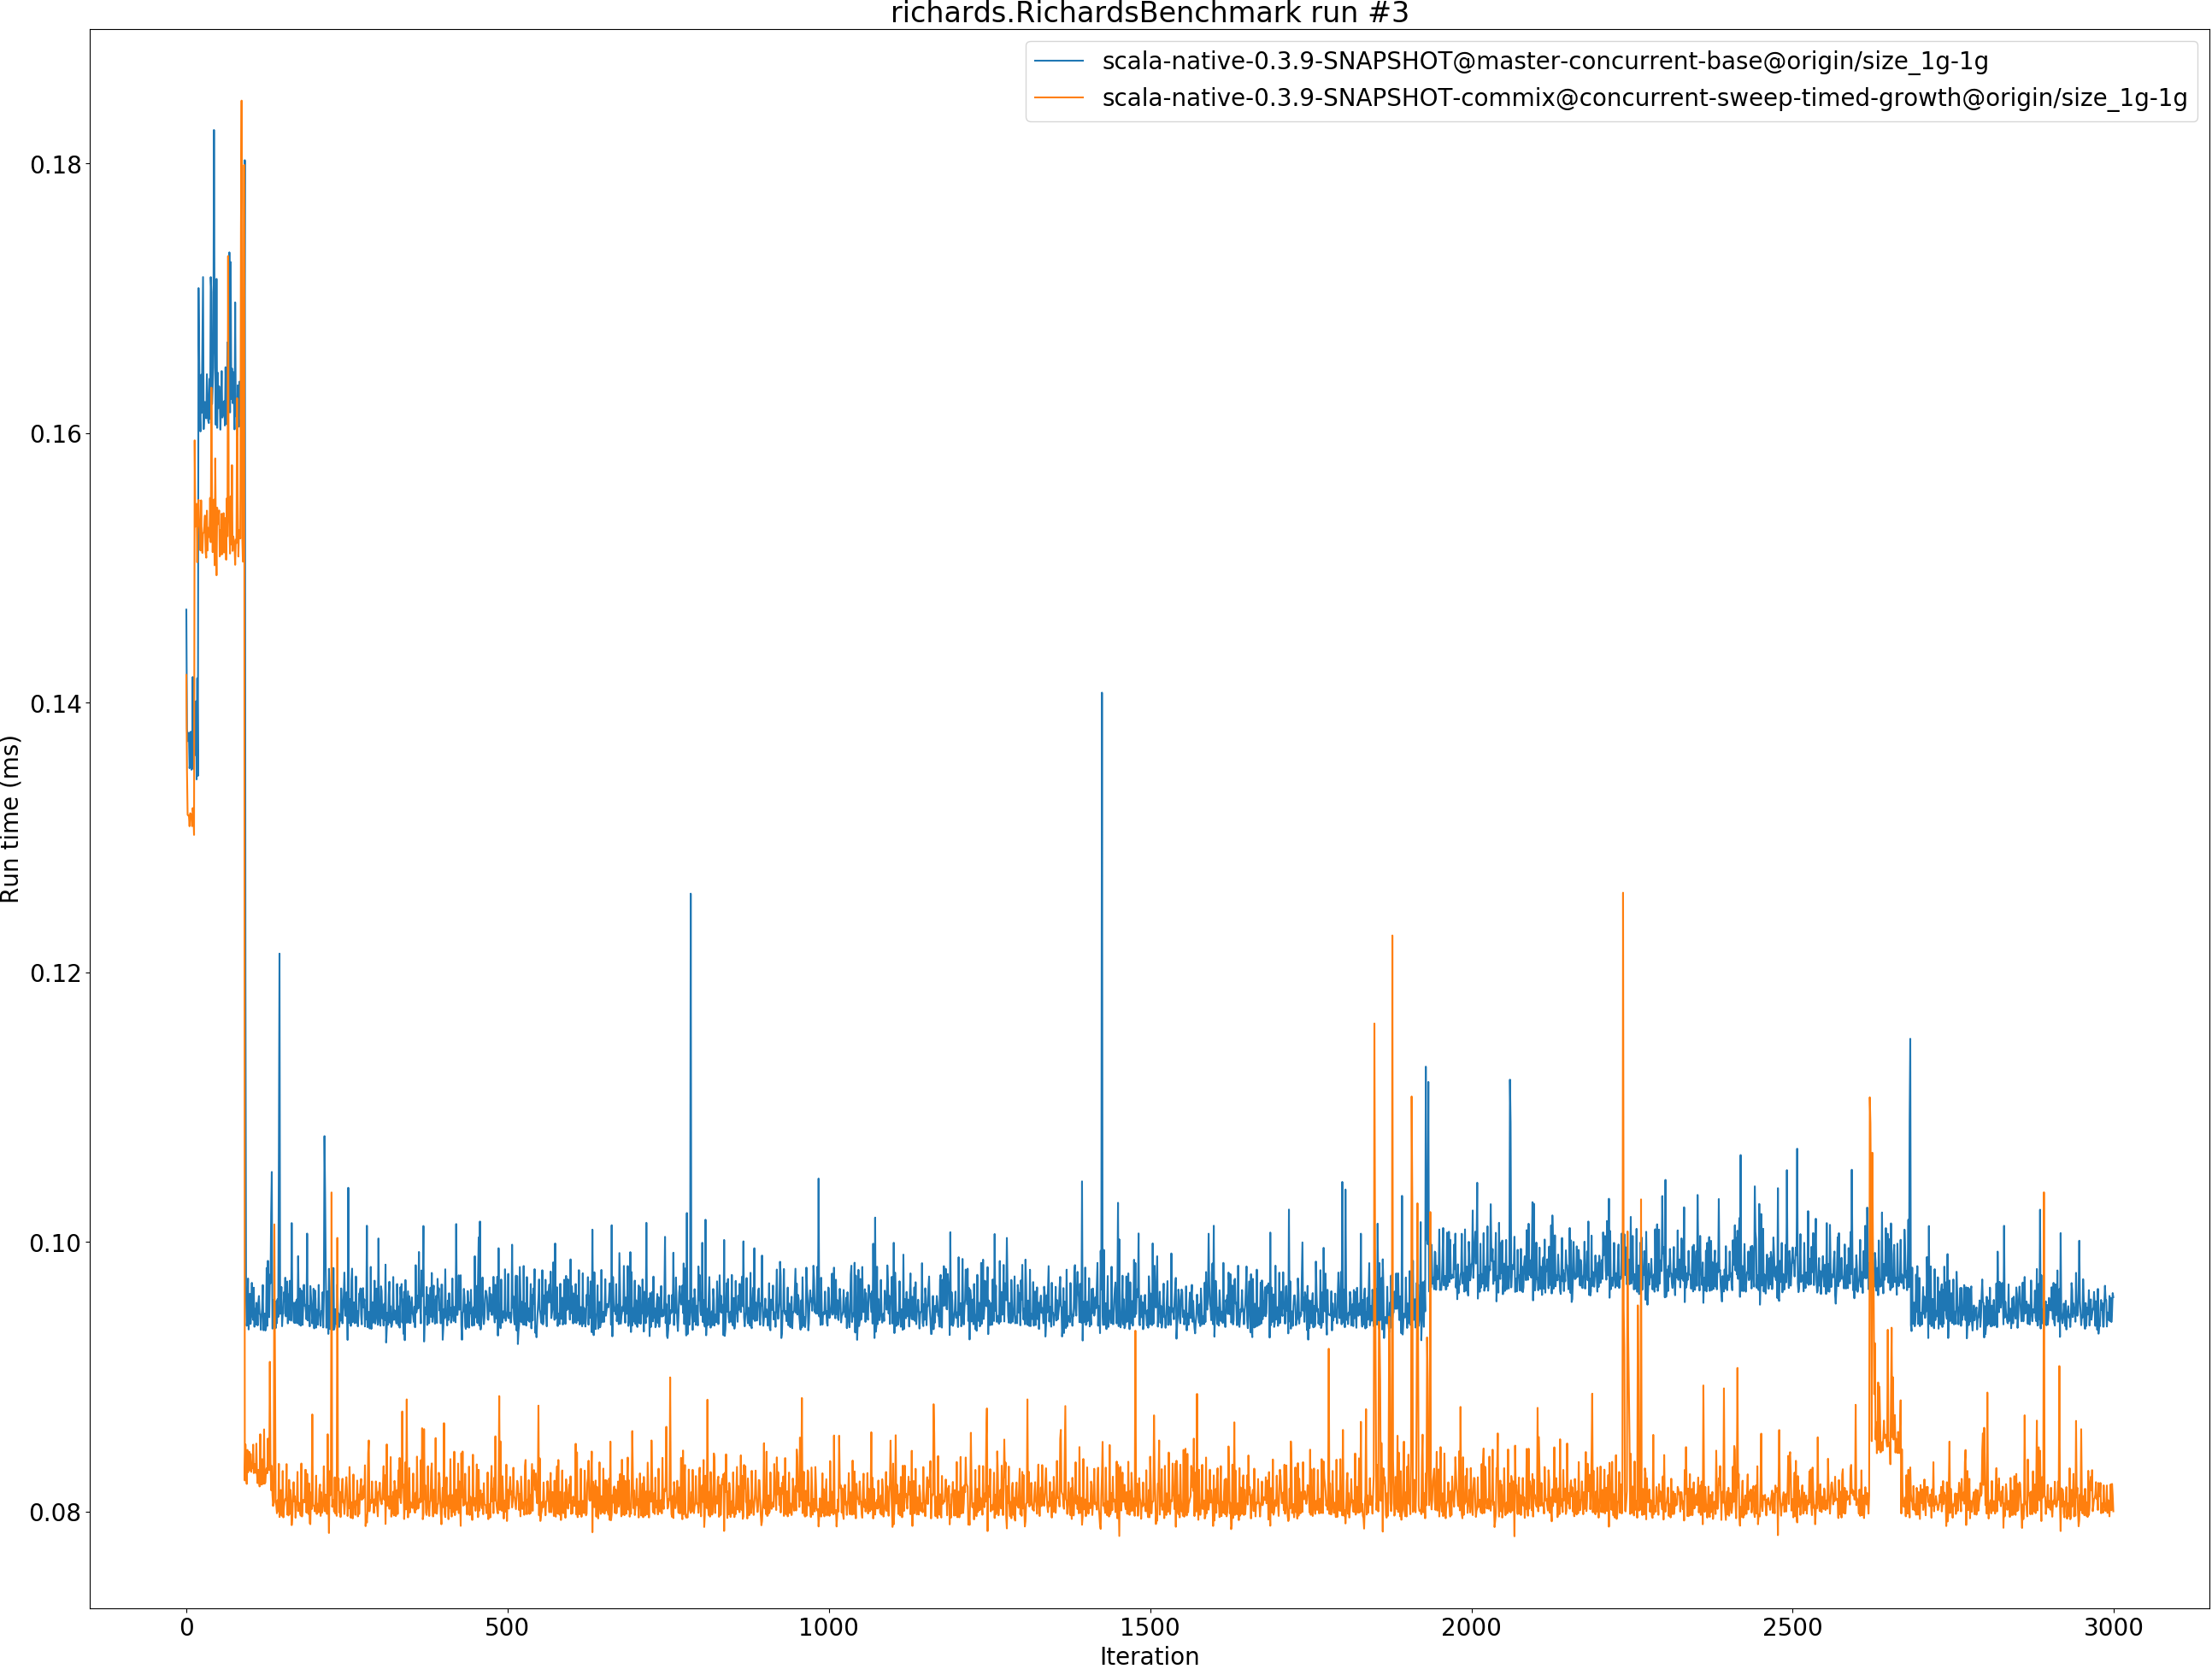 richards.RichardsBenchmark run #3
scala-native-0.3.9-SNAPSHOT@master-concurrent-base@origin/size_1g-1g
scala-native-0.3.9-SNAPSHOT-commix@concurrent-sweep-timed-growth@origin/size_1g-1g
0.18
0.16
0.14
0.12
0.10
0.08
Run time (ms)
0
500
1000
1500
2000
2500
3000
Iteration